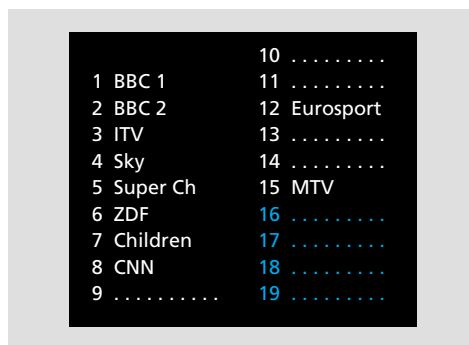 1 BBC 1
2 BBC 2
3 ITV
4 Sky
5 Super Ch
6 ZDF
7 Children
8 CNN
9 . . . . . . . . . .
10 . . . . . . . . .
11 . . . . . . . . .
12 Eurosport
13 . . . . . . . . .
14 . . . . . . . . .
15 MTV
16 . . . . . . . . .
17 . . . . . . . . .
18 . . . . . . . . .
19 . . . . . . . . .